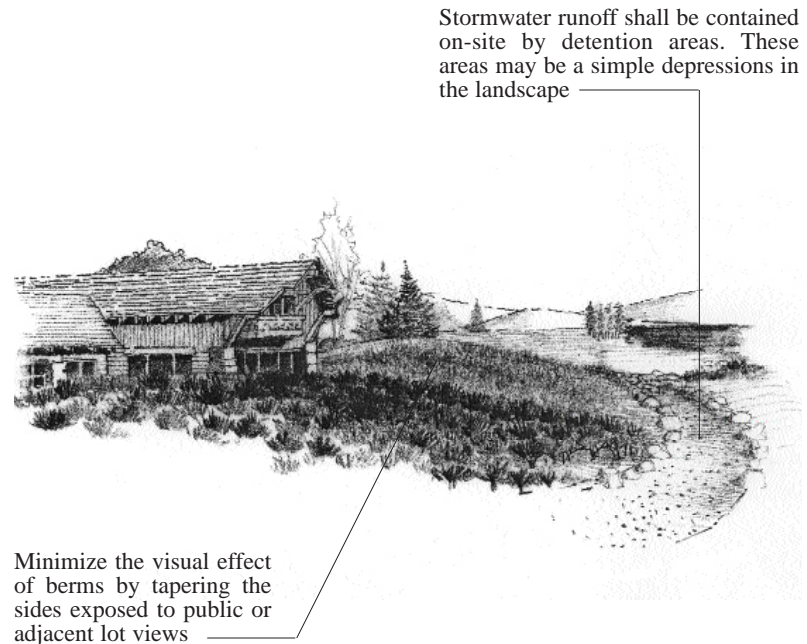 Stormwater runoff shall be contained
on-site by detention areas. These
areas may be a simple depressions in
the landscape
Minimize the visual effect
of berms by tapering the
sides exposed to public or
adjacent lot views